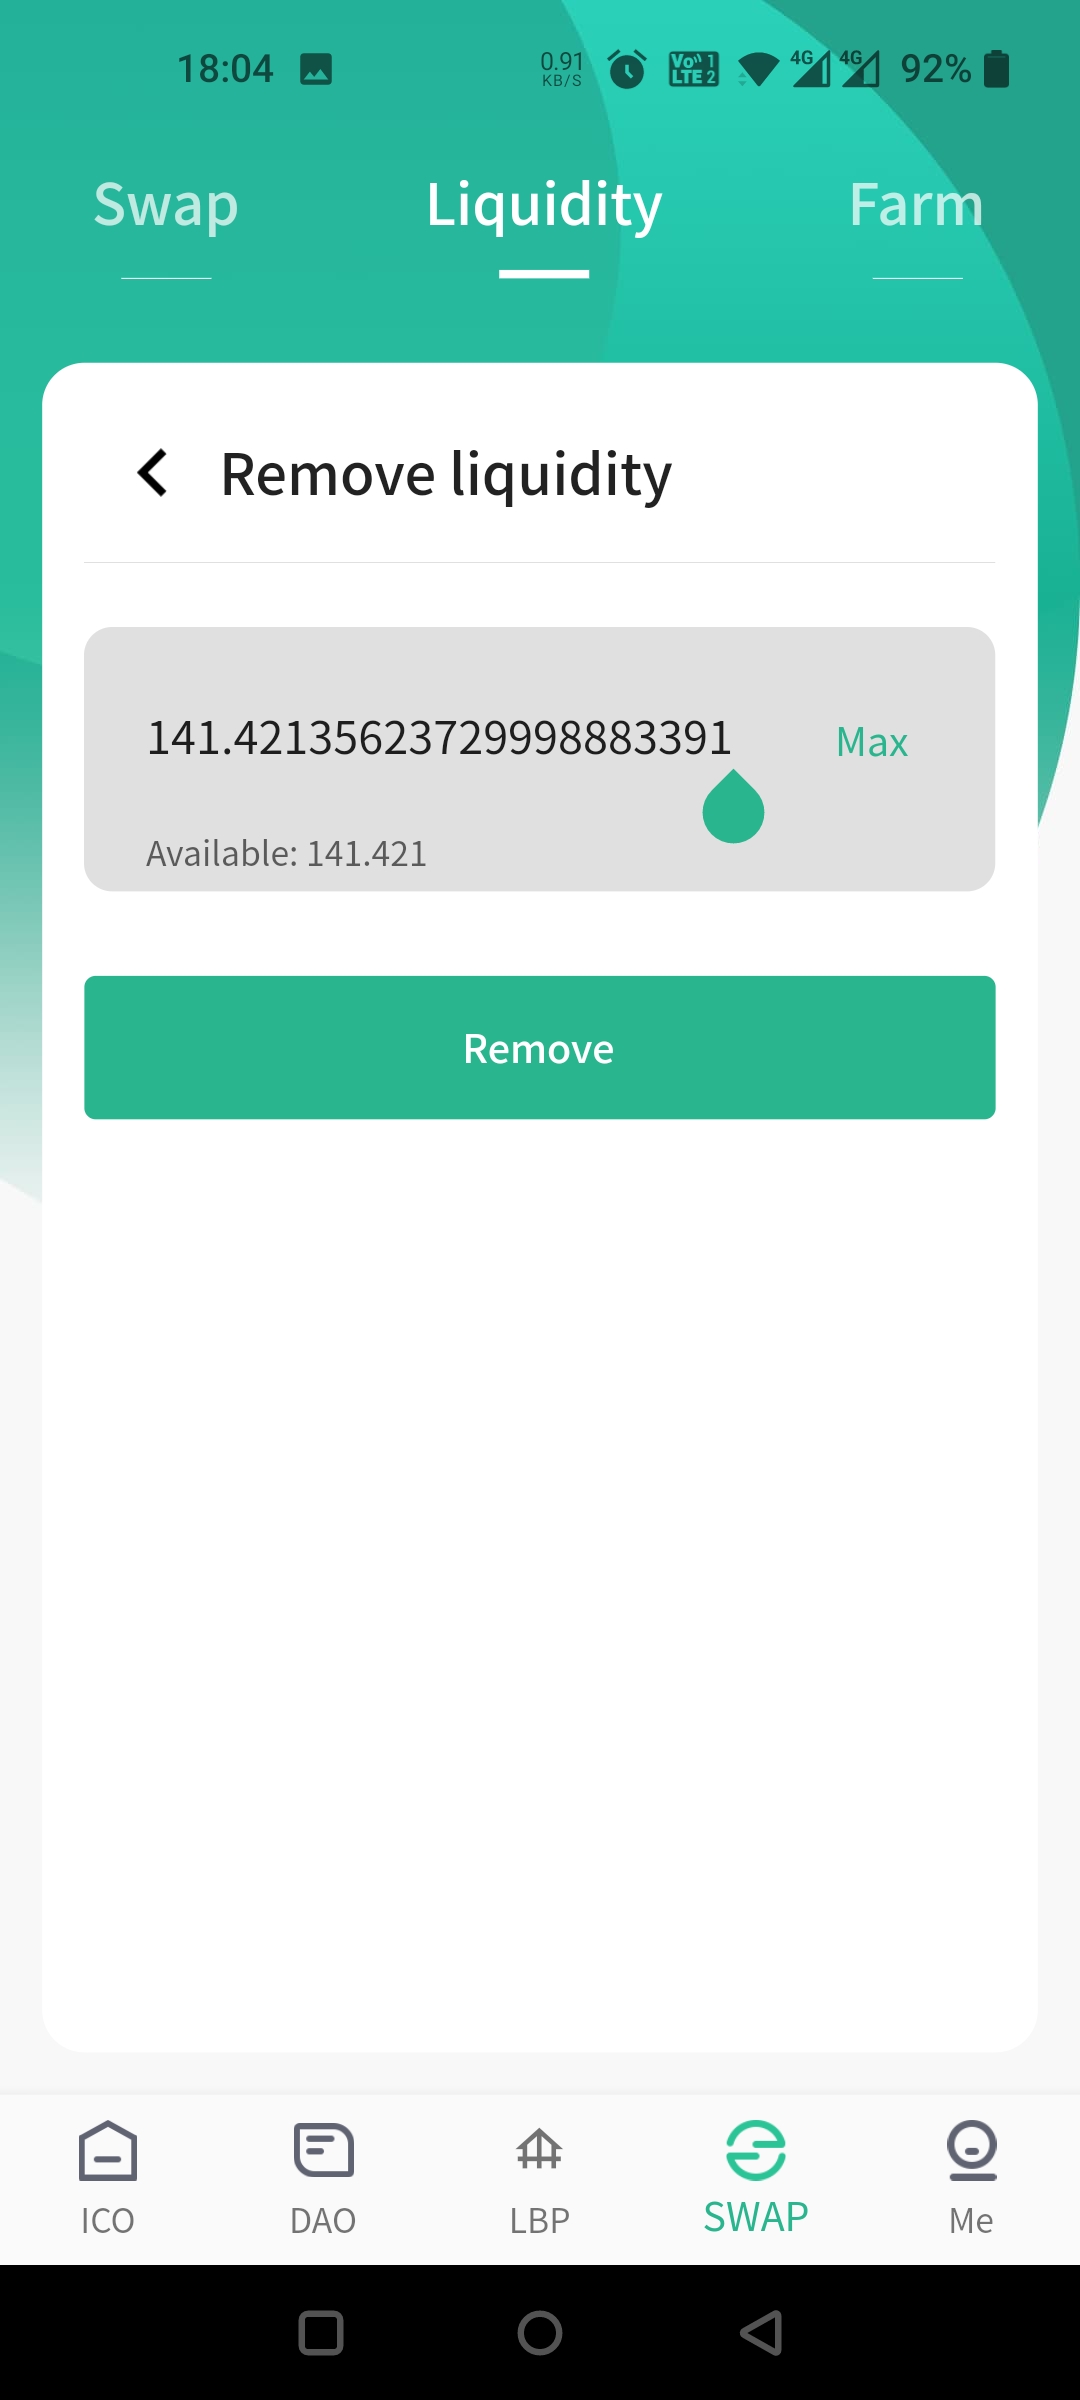 18:04 0.91 KB/S Vo 1 LTE 2 4G 4G 92%
Swap Liquidity Farm
Remove liquidity
141.421356237299998883391 Max
Available: 141.421
Remove
ICO DAO LBP SWAP Me